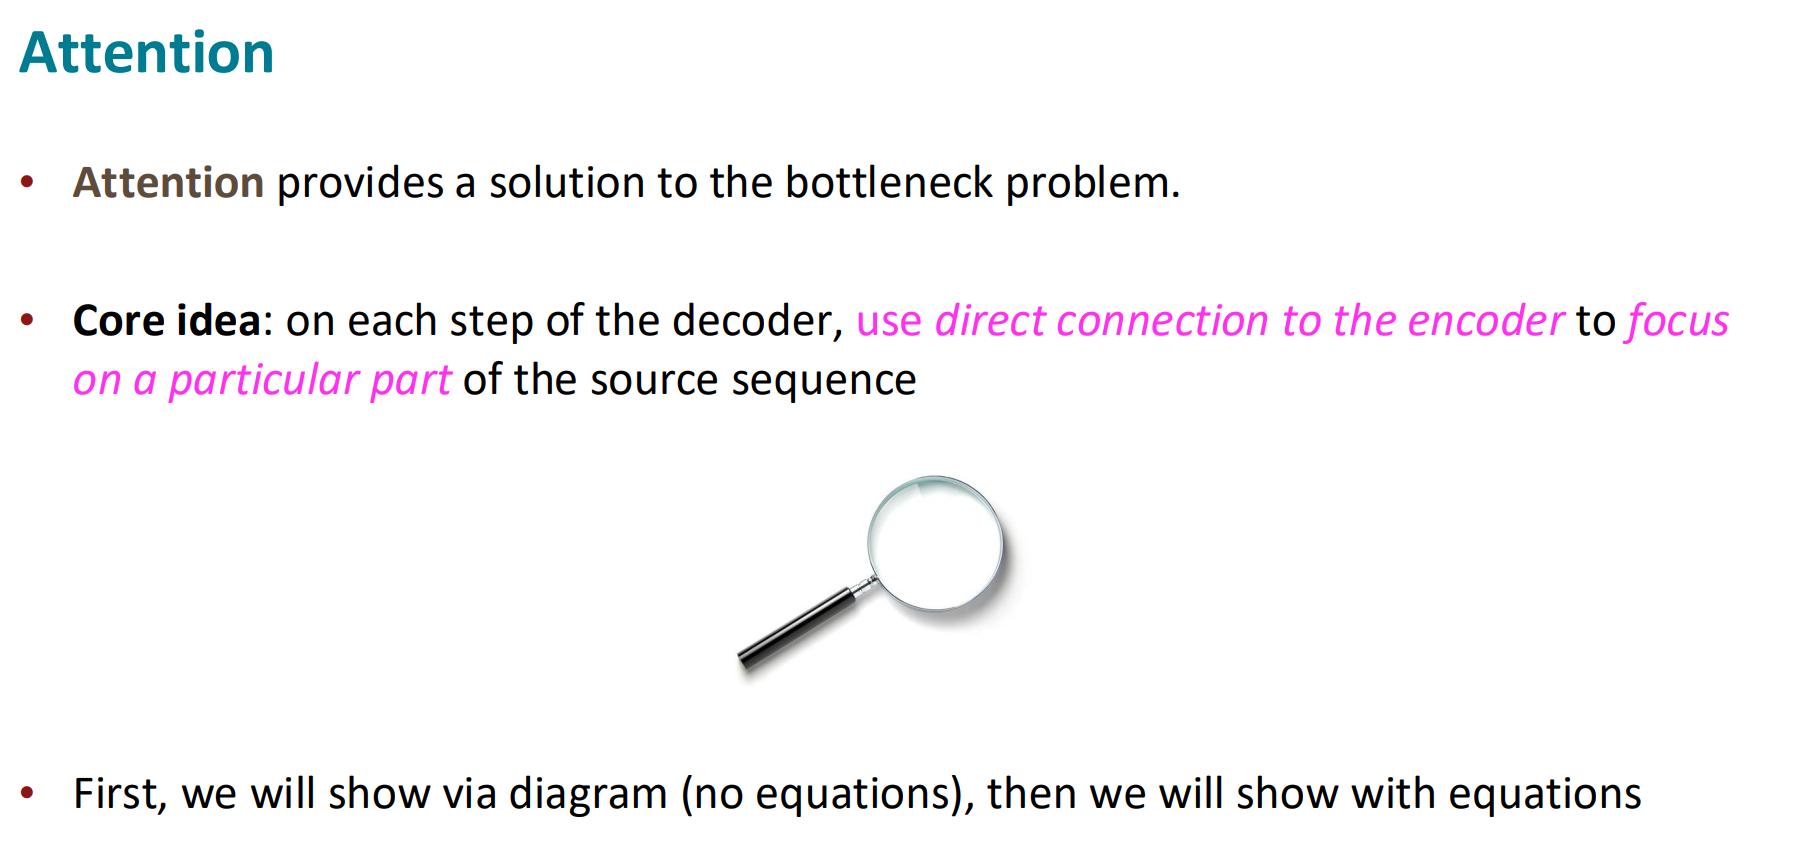 Attention
• Attention provides a solution to the bottleneck problem.
• Core idea: on each step of the decoder, use direct connection to the encoder to focus
on a particular part of the source sequence
• First, we will show via diagram (no equations), then we will show with equations